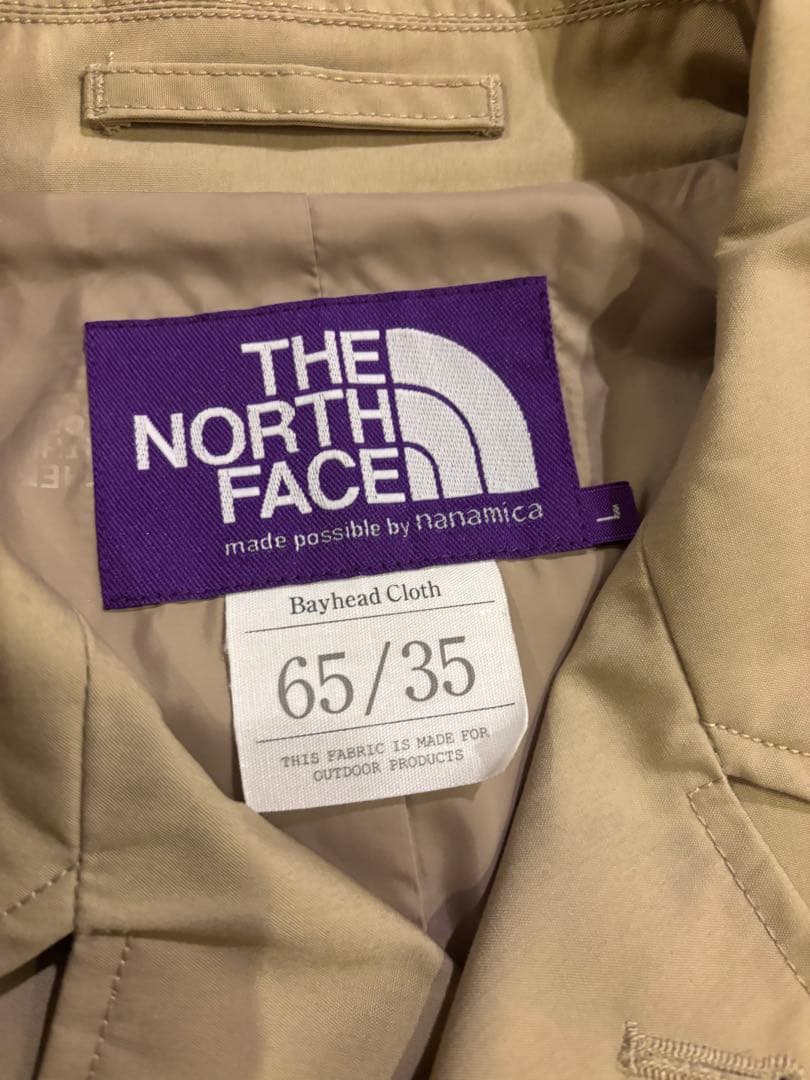 THE
NORTH
FACE
made possible by nanamica
L
Bayhead Cloth
65/35
THIS FABRIC IS MADE FOR
OUTDOOR PRODUCTS